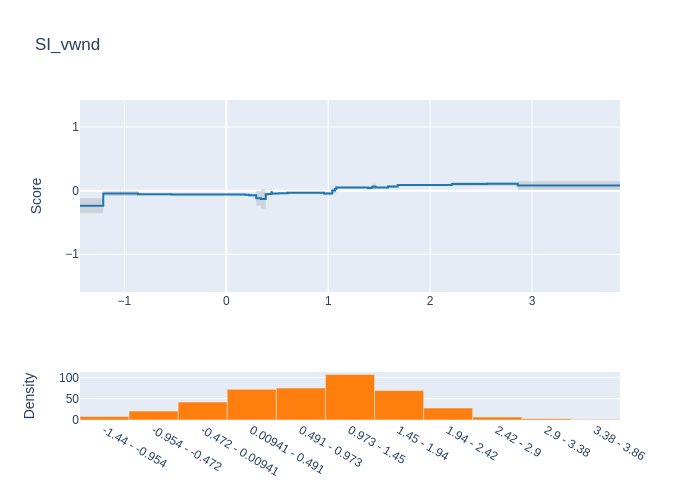 SI_vwnd
Score
1
0
−1
−1
0
1
2
3
Density
100
50
0
-1.44 - -0.954
-0.954 - -0.472
-0.472 - 0.00941
0.00941 - 0.491
0.491 - 0.973
0.973 - 1.45
1.45 - 1.94
1.94 - 2.42
2.42 - 2.9
2.9 - 3.38
3.38 - 3.86